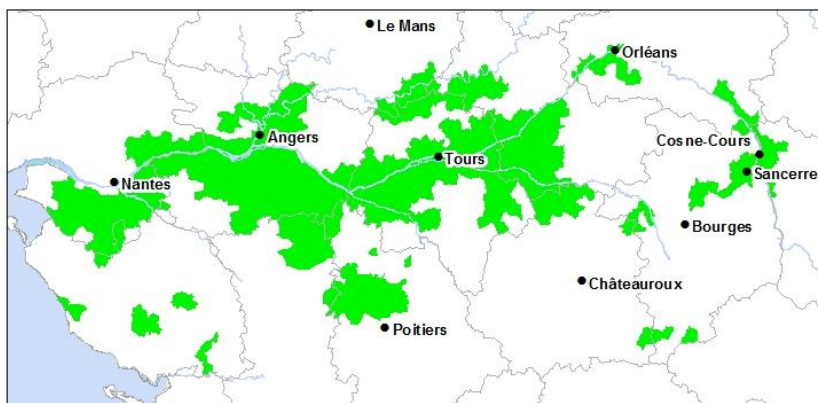 Le Mans
Orléans
Angers
Cosne-Cours
Tours
Sancerre
Nantes
Bourges
Châteauroux
Poitiers